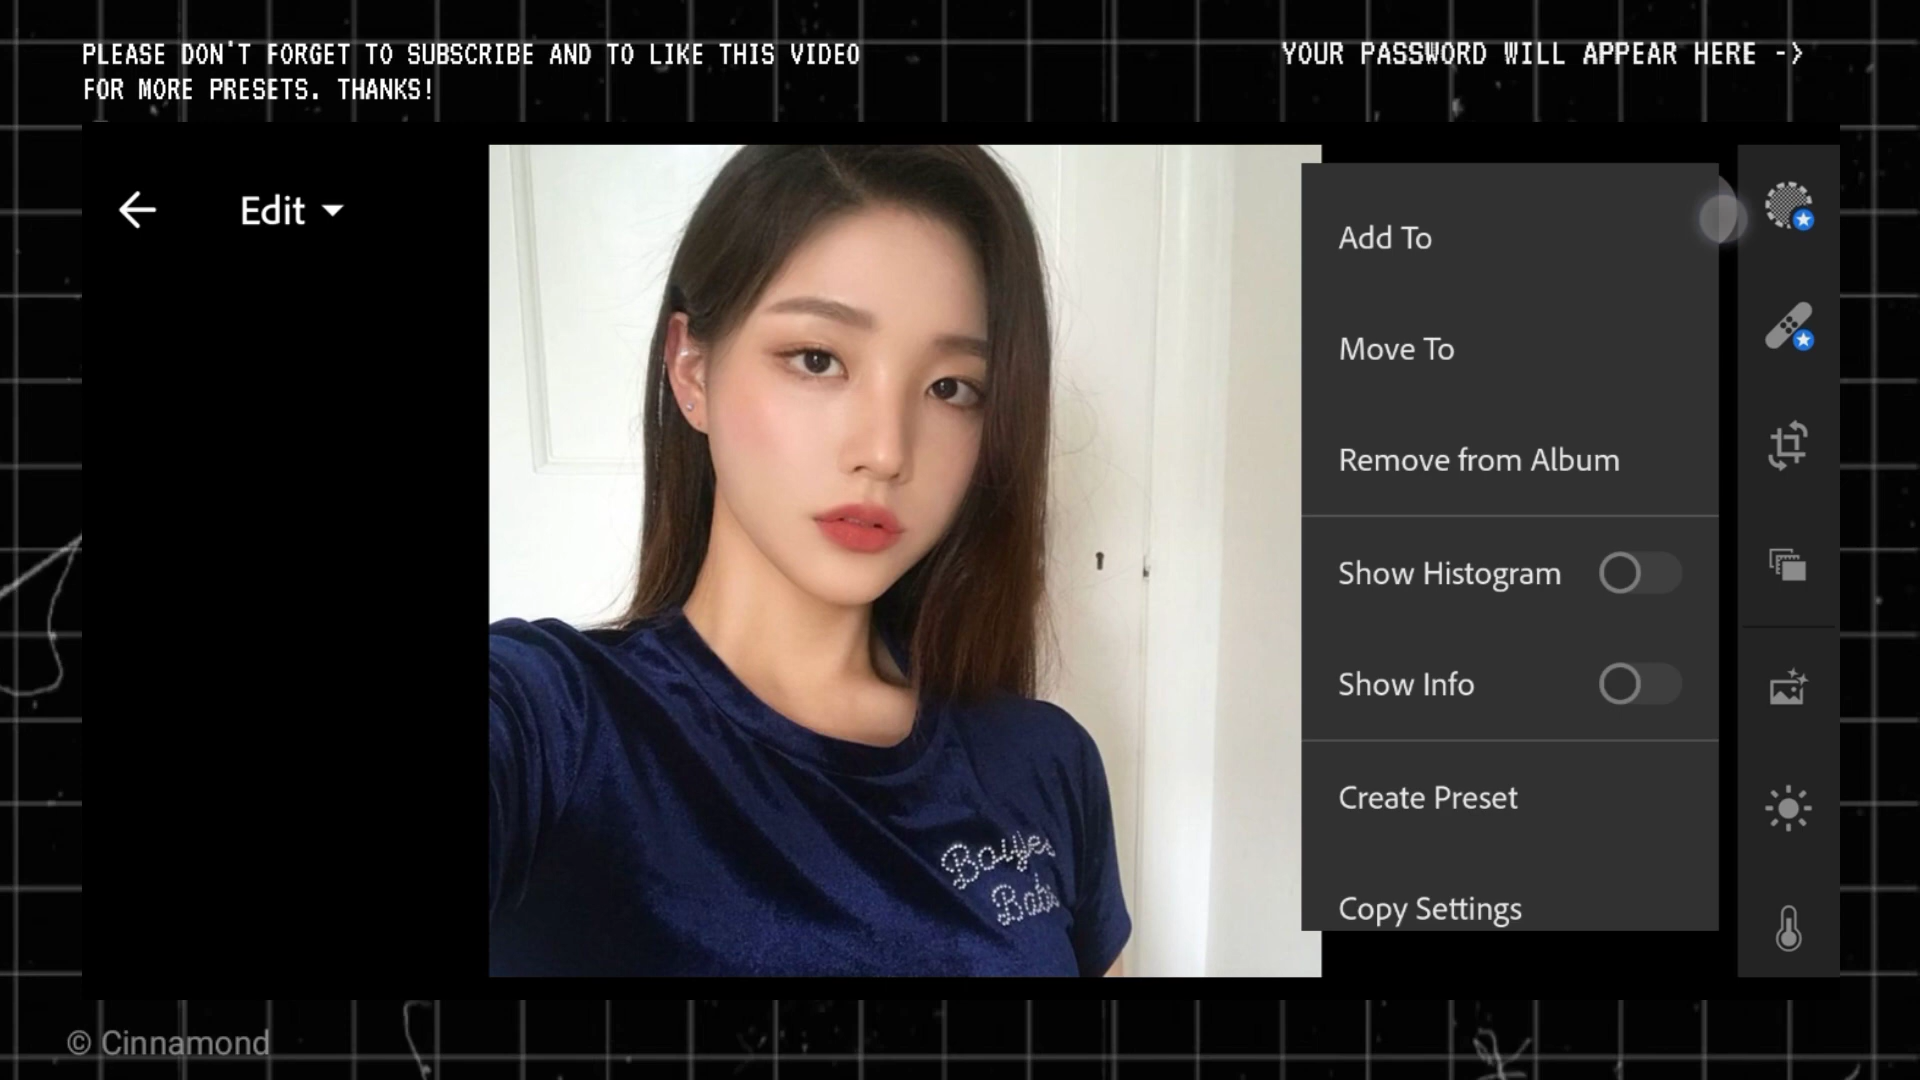 PLEASE DON'T FORGET TO SUBSCRIBE AND TO LIKE THIS VIDEO
FOR MORE PRESETS. THANKS!
YOUR PASSWORD WILL APPEAR HERE ->
Edit
Add To
Move To
Remove from Album
Show Histogram
Show Info
Create Preset
Copy Settings
© Cinnamond